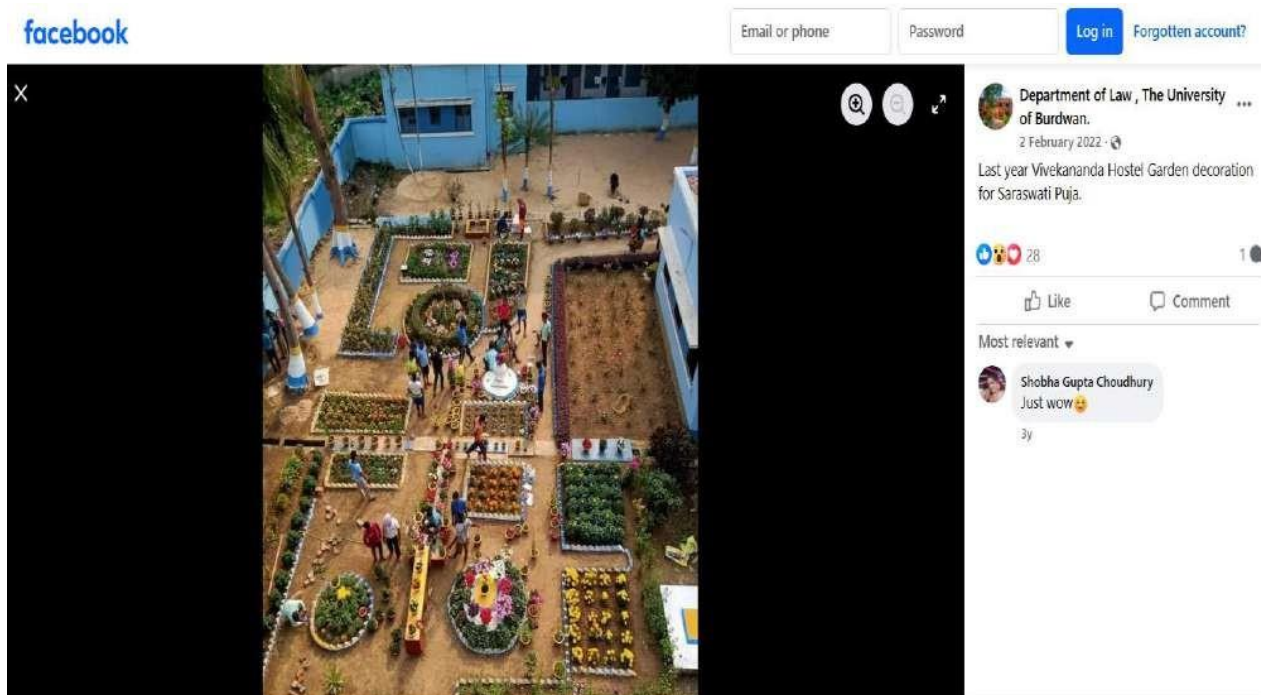 facebook
Email or phone
Password
Log in
Forgotten account?
Department of Law , The University
of Burdwan.
2 February 2022 ·
Last year Vivekananda Hostel Garden decoration
for Saraswati Puja.
28
1
Like
Comment
Most relevant
Shobha Gupta Choudhury
Just wow😃
3y